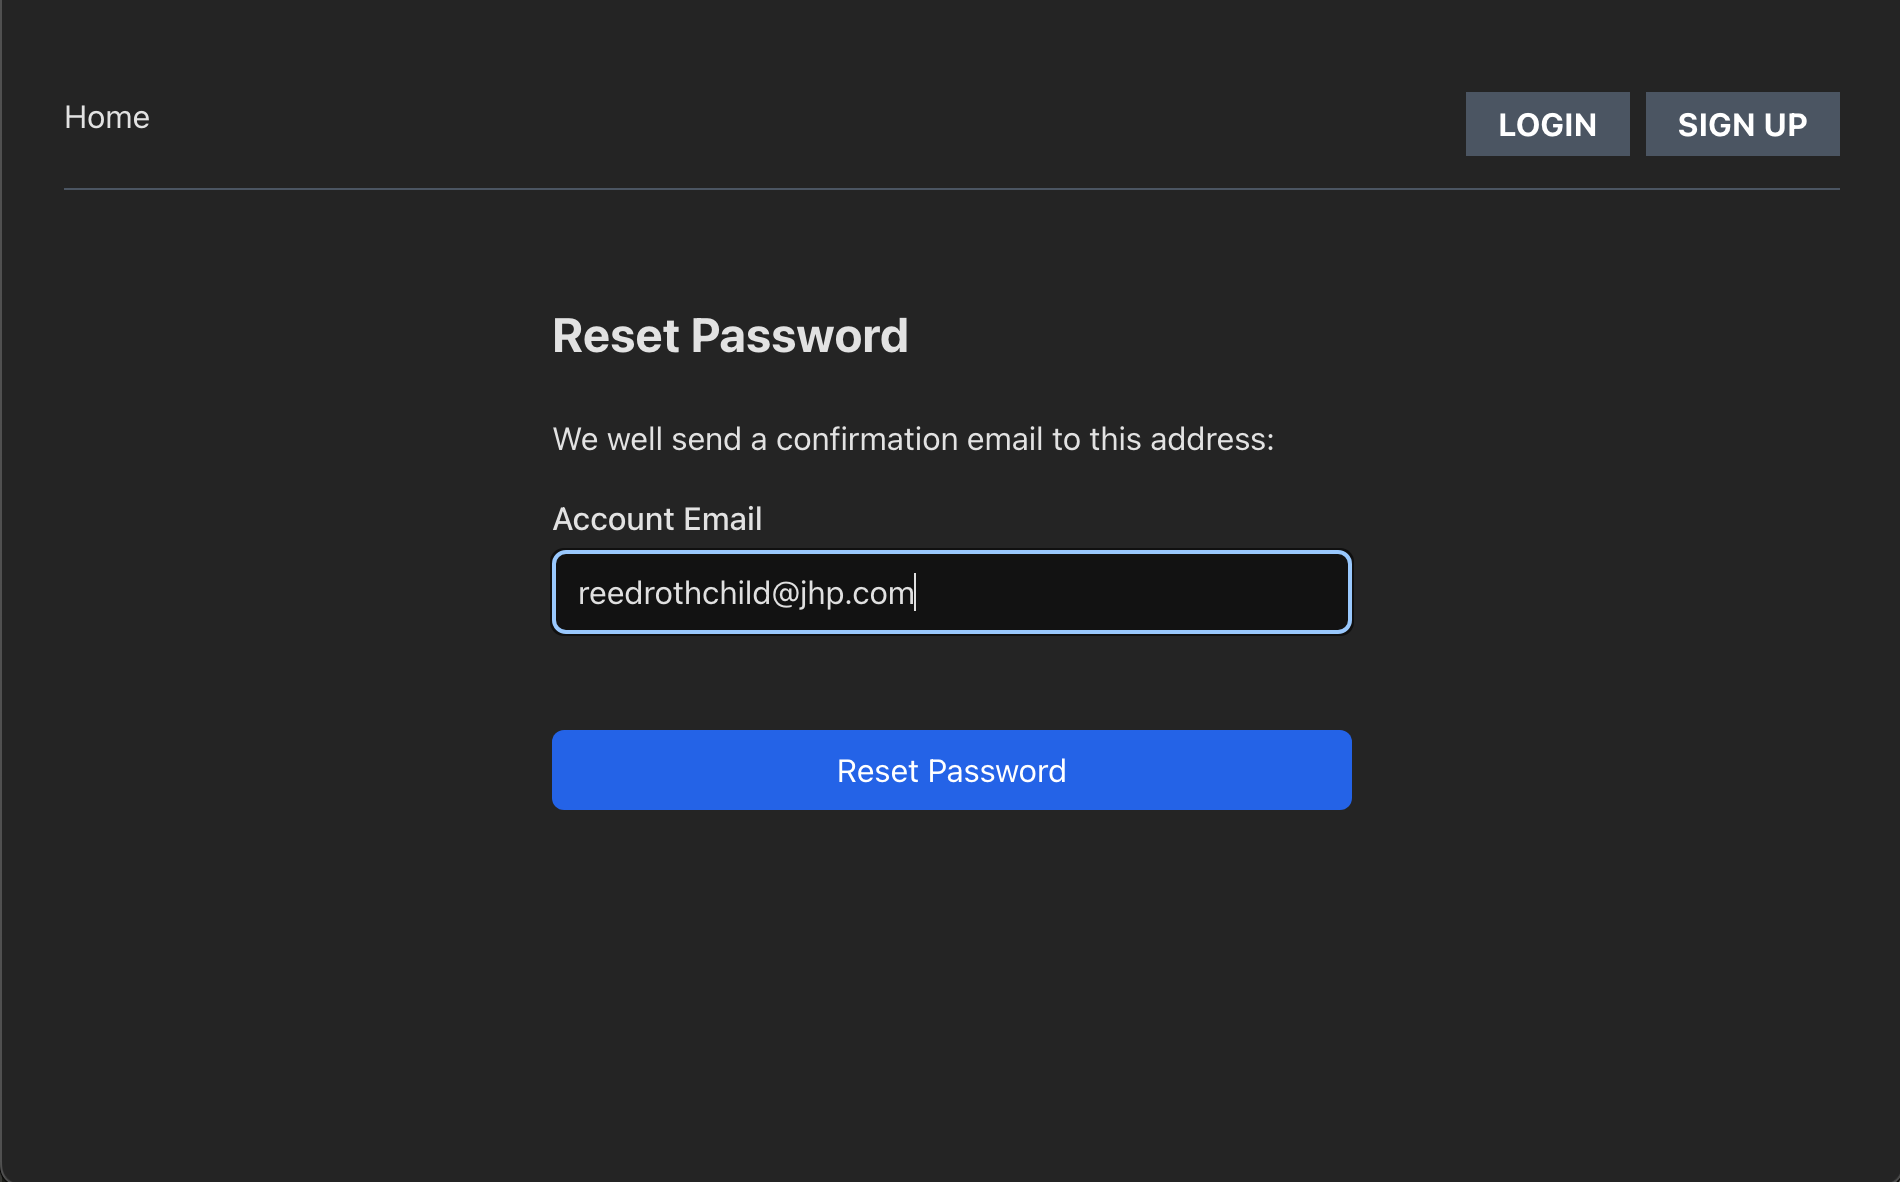 Home
LOGIN
SIGN UP
Reset Password
We well send a confirmation email to this address:
Account Email
reedrothchild@jhp.com
Reset Password